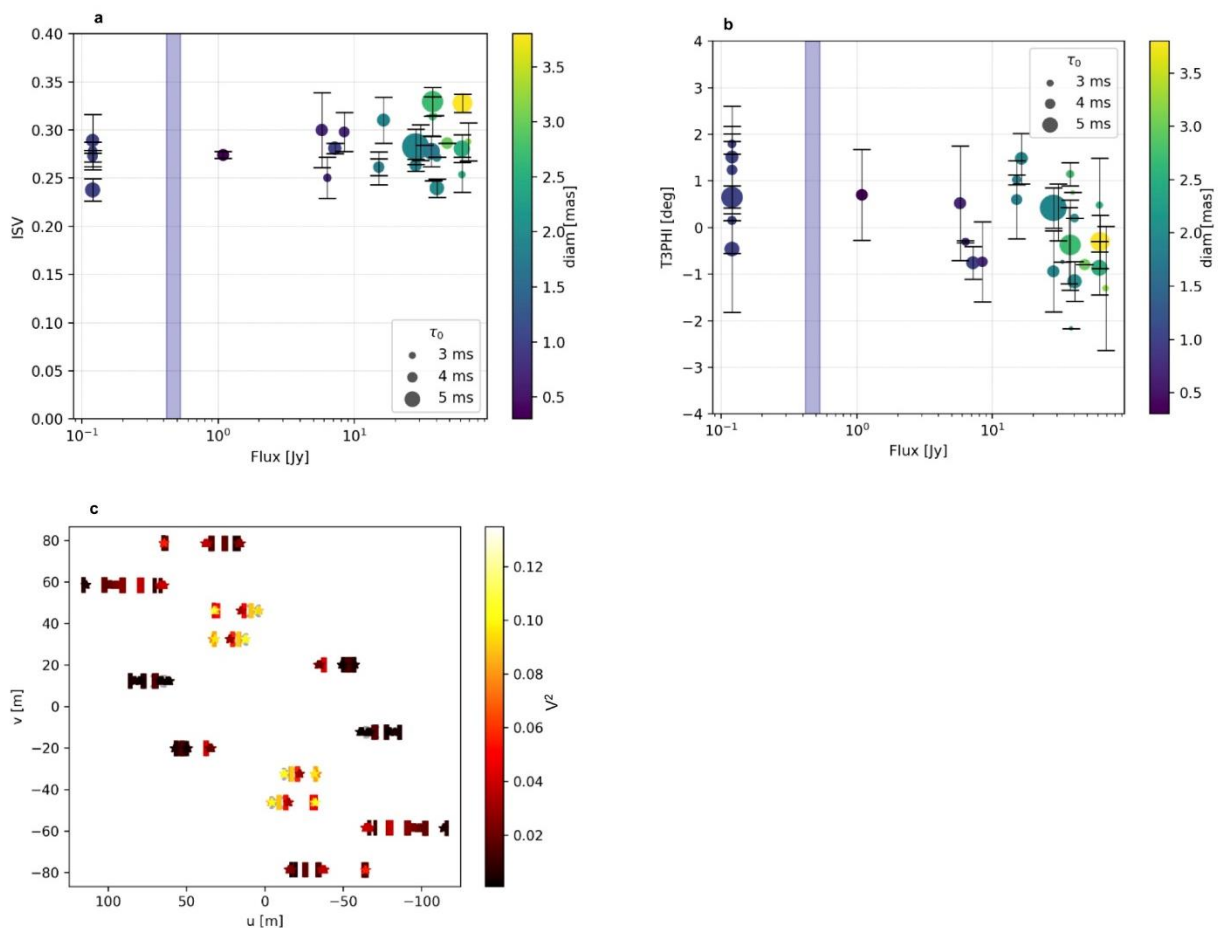 a
0.40
0.35
0.30
0.25
0.20
0.15
0.10
0.05
0.00
ISV
10⁻¹ 10⁰ 10¹
Flux [Jy]
τ₀
3 ms
4 ms
5 ms
3.5
3.0
2.5
2.0
1.5
1.0
0.5
diam [mas]
b
4
3
2
1
0
−1
−2
−3
−4
T3PHI [deg]
10⁻¹ 10⁰ 10¹
Flux [Jy]
τ₀
3 ms
4 ms
5 ms
3.5
3.0
2.5
2.0
1.5
1.0
0.5
diam [mas]
c
80
60
40
20
0
−20
−40
−60
−80
v [m]
100 50 0 −50 −100
u [m]
0.12
0.10
0.08
0.06
0.04
0.02
V²